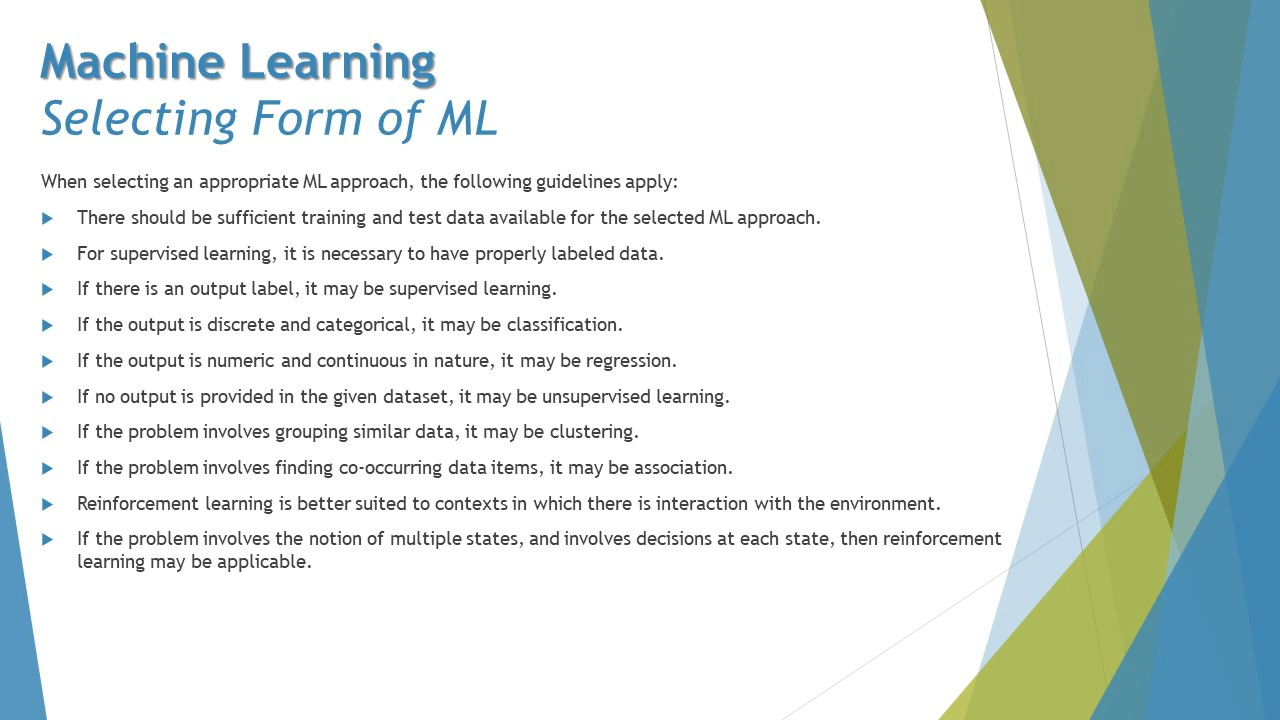 Machine Learning
Selecting Form of ML
When selecting an appropriate ML approach, the following guidelines apply:
There should be sufficient training and test data available for the selected ML approach.
For supervised learning, it is necessary to have properly labeled data.
If there is an output label, it may be supervised learning.
If the output is discrete and categorical, it may be classification.
If the output is numeric and continuous in nature, it may be regression.
If no output is provided in the given dataset, it may be unsupervised learning.
If the problem involves grouping similar data, it may be clustering.
If the problem involves finding co-occurring data items, it may be association.
Reinforcement learning is better suited to contexts in which there is interaction with the environment.
If the problem involves the notion of multiple states, and involves decisions at each state, then reinforcement
learning may be applicable.